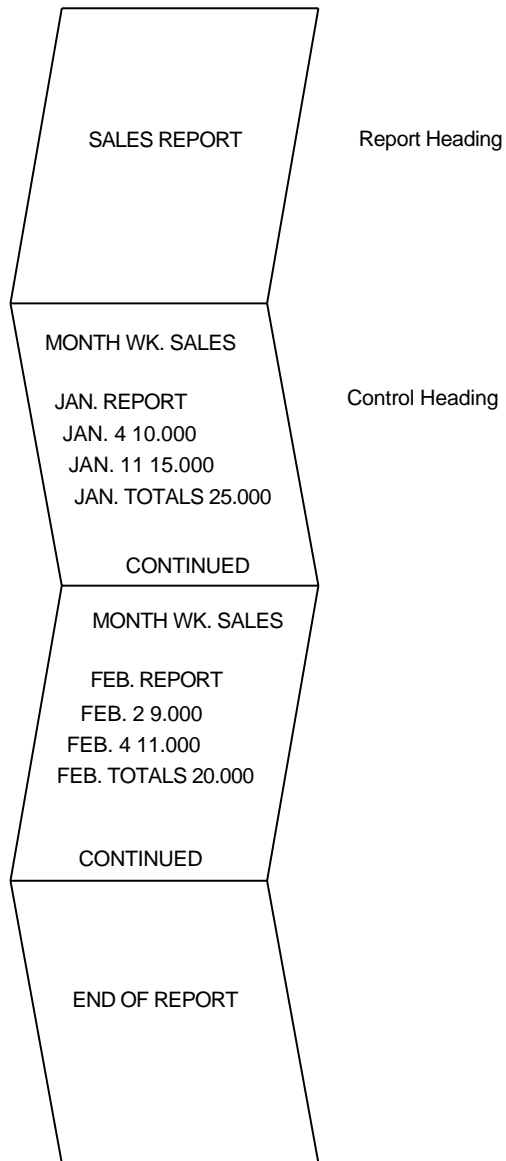 SALES REPORT
Report Heading
MONTH WK. SALES
JAN. REPORT
Control Heading
JAN. 4 10.000
JAN. 11 15.000
JAN. TOTALS 25.000
CONTINUED
MONTH WK. SALES
FEB. REPORT
FEB. 2 9.000
FEB. 4 11.000
FEB. TOTALS 20.000
CONTINUED
END OF REPORT